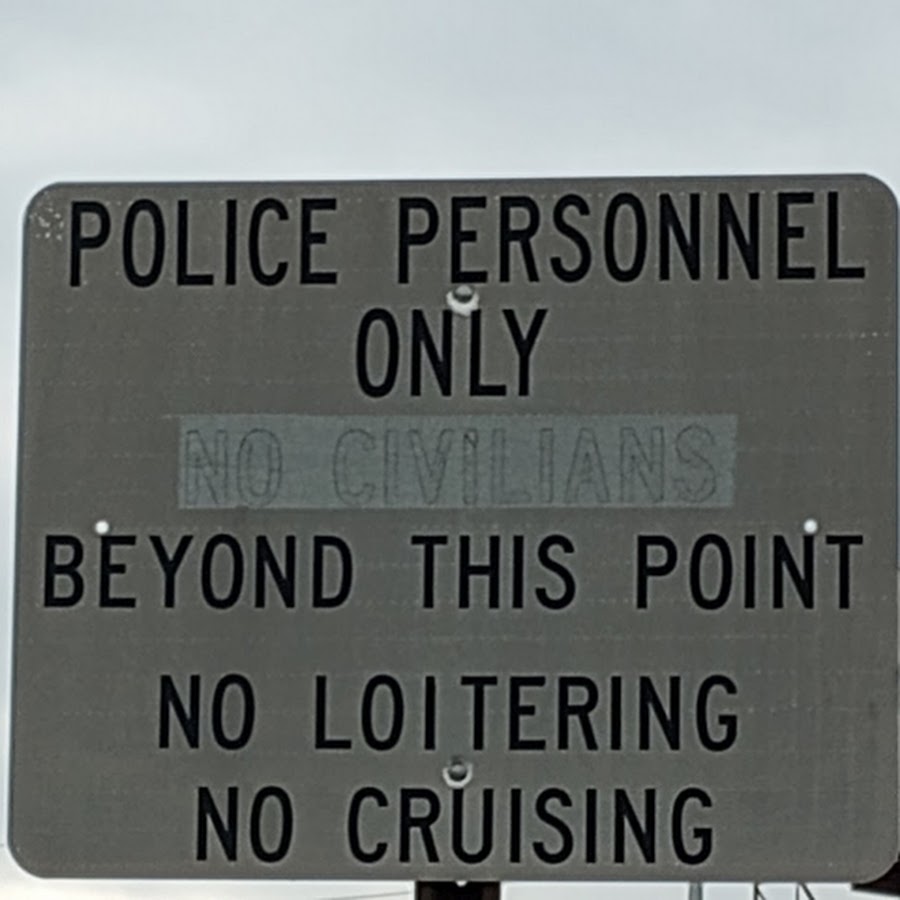 POLICE PERSONNEL
ONLY
NO CIVILIANS
BEYOND THIS POINT
NO LOITERING
NO CRUISING